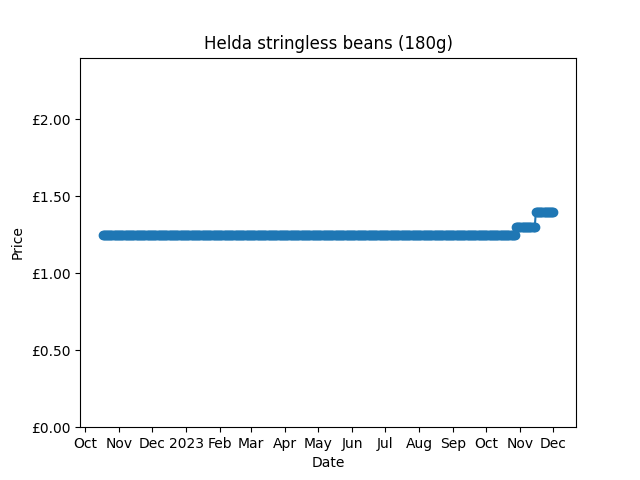 Helda stringless beans (180g)
£2.00
£1.50
£1.00
£0.50
£0.00
Price
Oct Nov Dec 2023 Feb Mar Apr May Jun Jul Aug Sep Oct Nov Dec
Date